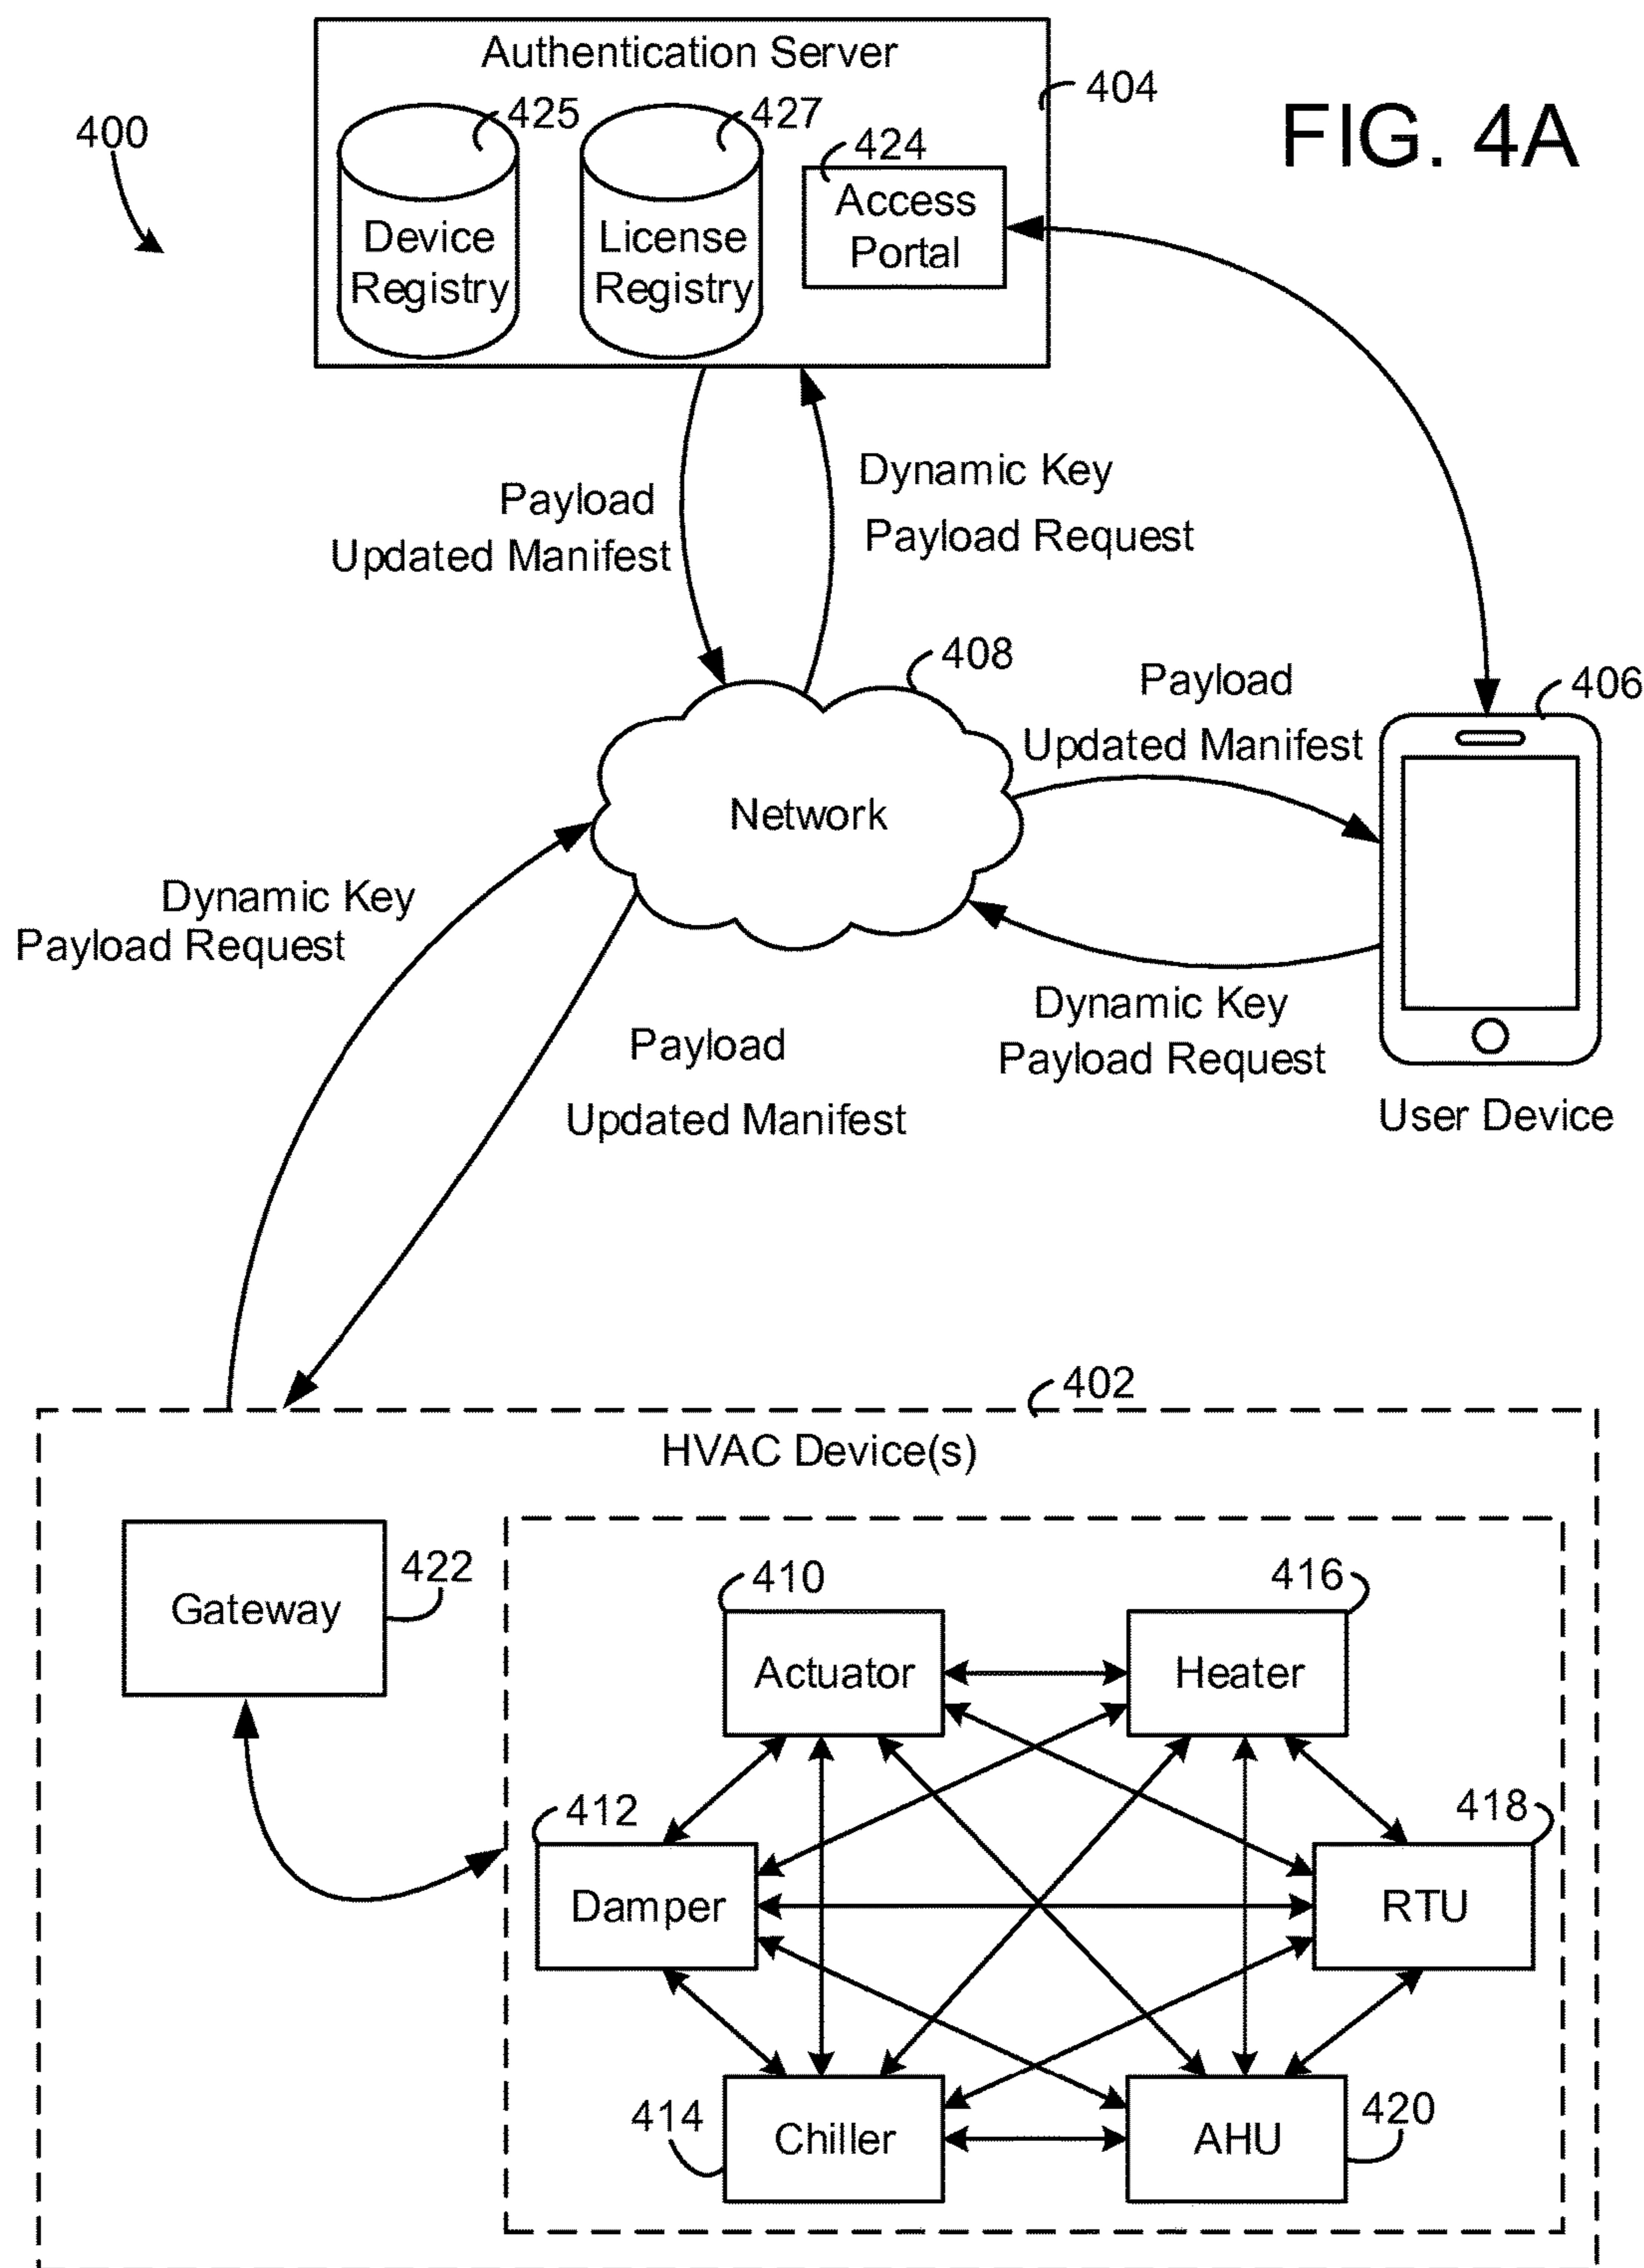 Authentication Server
404
FIG. 4A
400
425
427
424
Access
Portal
Device
Registry
License
Registry
Dynamic Key
Payload Request
Payload
Updated Manifest
408
406
Payload
Updated Manifest
Network
Dynamic Key
Payload Request
Dynamic Key
Payload Request
Payload
Updated Manifest
User Device
402
HVAC Device(s)
Gateway
422
410
416
Actuator
Heater
412
418
Damper
RTU
414
Chiller
AHU
420